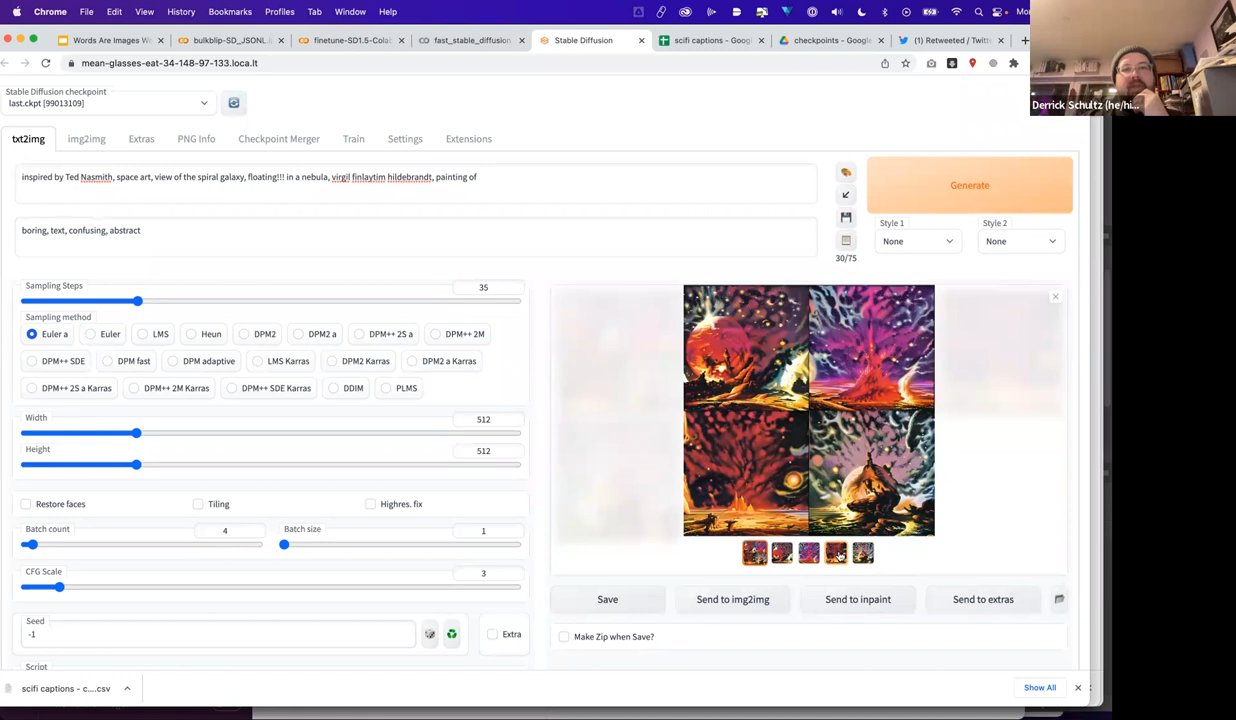 Chrome File Edit View History Bookmarks Profiles Tab Window Help
Words Are Images W
bulkblip-SD_JSONL.
finetune-SD1.5-Cola
fast_stable_diffusion
Stable Diffusion
scifi captions - Goog
checkpoints - Google
(1) Retweeted / Twitt
mean-glasses-eat-34-148-97-133.loca.lt
Derrick Schultz (he/hi...
Stable Diffusion checkpoint
last.ckpt [99013109]
txt2img img2img Extras PNG Info Checkpoint Merger Train Settings Extensions
inspired by Ted Nasmith, space art, view of the spiral galaxy, floating!!! in a nebula, virgil finlaytim hildebrandt, painting of
boring, text, confusing, abstract
30/75
Generate
Style 1 Style 2
None None
Sampling Steps 35
Sampling method
Euler a Euler LMS Heun DPM2 DPM2 a DPM++ 2S a DPM++ 2M
DPM++ SDE DPM fast DPM adaptive LMS Karras DPM2 Karras DPM2 a Karras
DPM++ 2S a Karras DPM++ 2M Karras DPM++ SDE Karras DDIM PLMS
Width 512
Height 512
Restore faces Tiling Highres. fix
Batch count 4 Batch size 1
CFG Scale 3
Seed
-1
Extra
Script
Save Send to img2img Send to inpaint Send to extras
Make Zip when Save?
scifi captions - c....csv
Show All